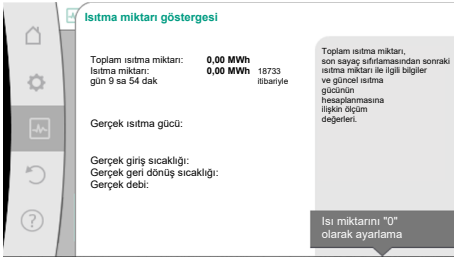 Isıtma miktarı göstergesi
Toplam ısıtma miktarı: 0,00 MWh
Isıtma miktarı: 0,00 MWh 18733
gün 9 sa 54 dak itibariyle
Gerçek ısıtma gücü:
Gerçek giriş sıcaklığı:
Gerçek geri dönüş sıcaklığı:
Gerçek debi:
Toplam ısıtma miktarı,
son sayaç sıfırlamasından sonraki
ısıtma miktarı ile ilgili bilgiler
ve güncel ısıtma
gücünün
hesaplanmasına
ilişkin ölçüm
değerleri.
Isı miktarını "0"
olarak ayarlama